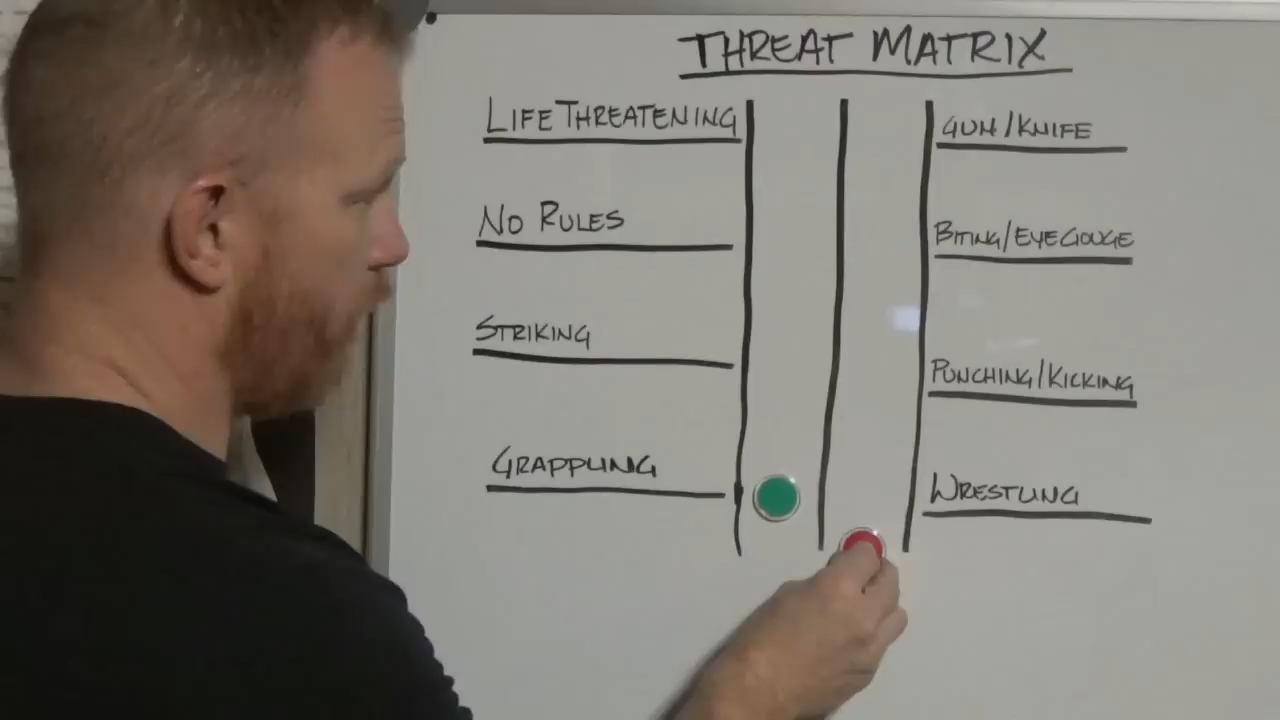 THREAT MATRIX
LIFE THREATENING
GUN/KNIFE
NO RULES
BITING/EYE GOUGE
STRIKING
PUNCHING/KICKING
GRAPPLING
WRESTLING